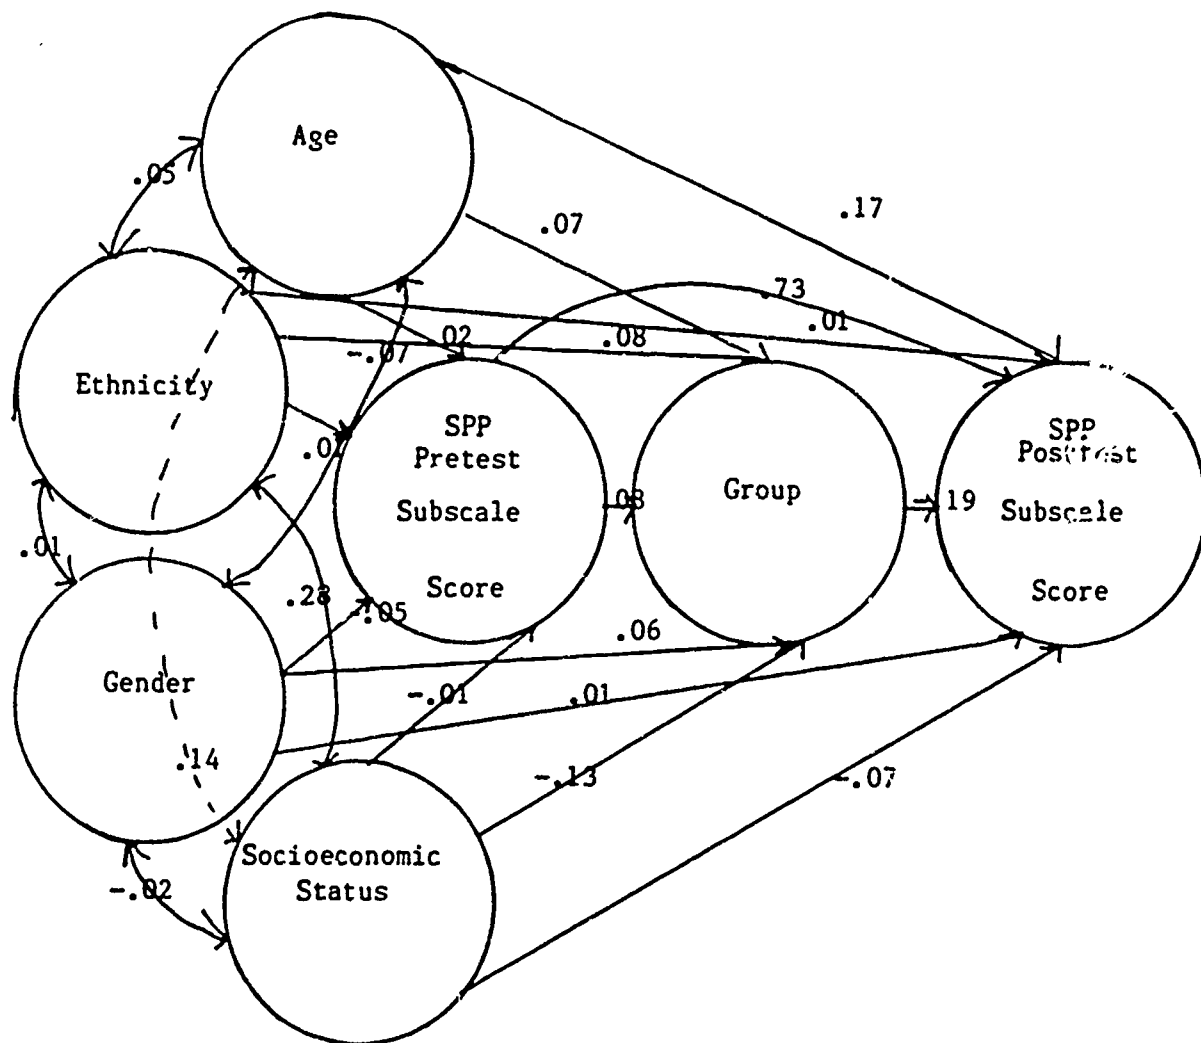 Age
.05
.17
.07
.73
.01
.02
.08
-.07
Ethnicity
SPP
Pretest
Subscale
Score
Group
SPP
Posttest
Subscale
Score
.08
.19
.01
.28
-.05
.06
Gender
-.01
.01
.14
-.13
-.07
Socioeconomic
Status
-.02